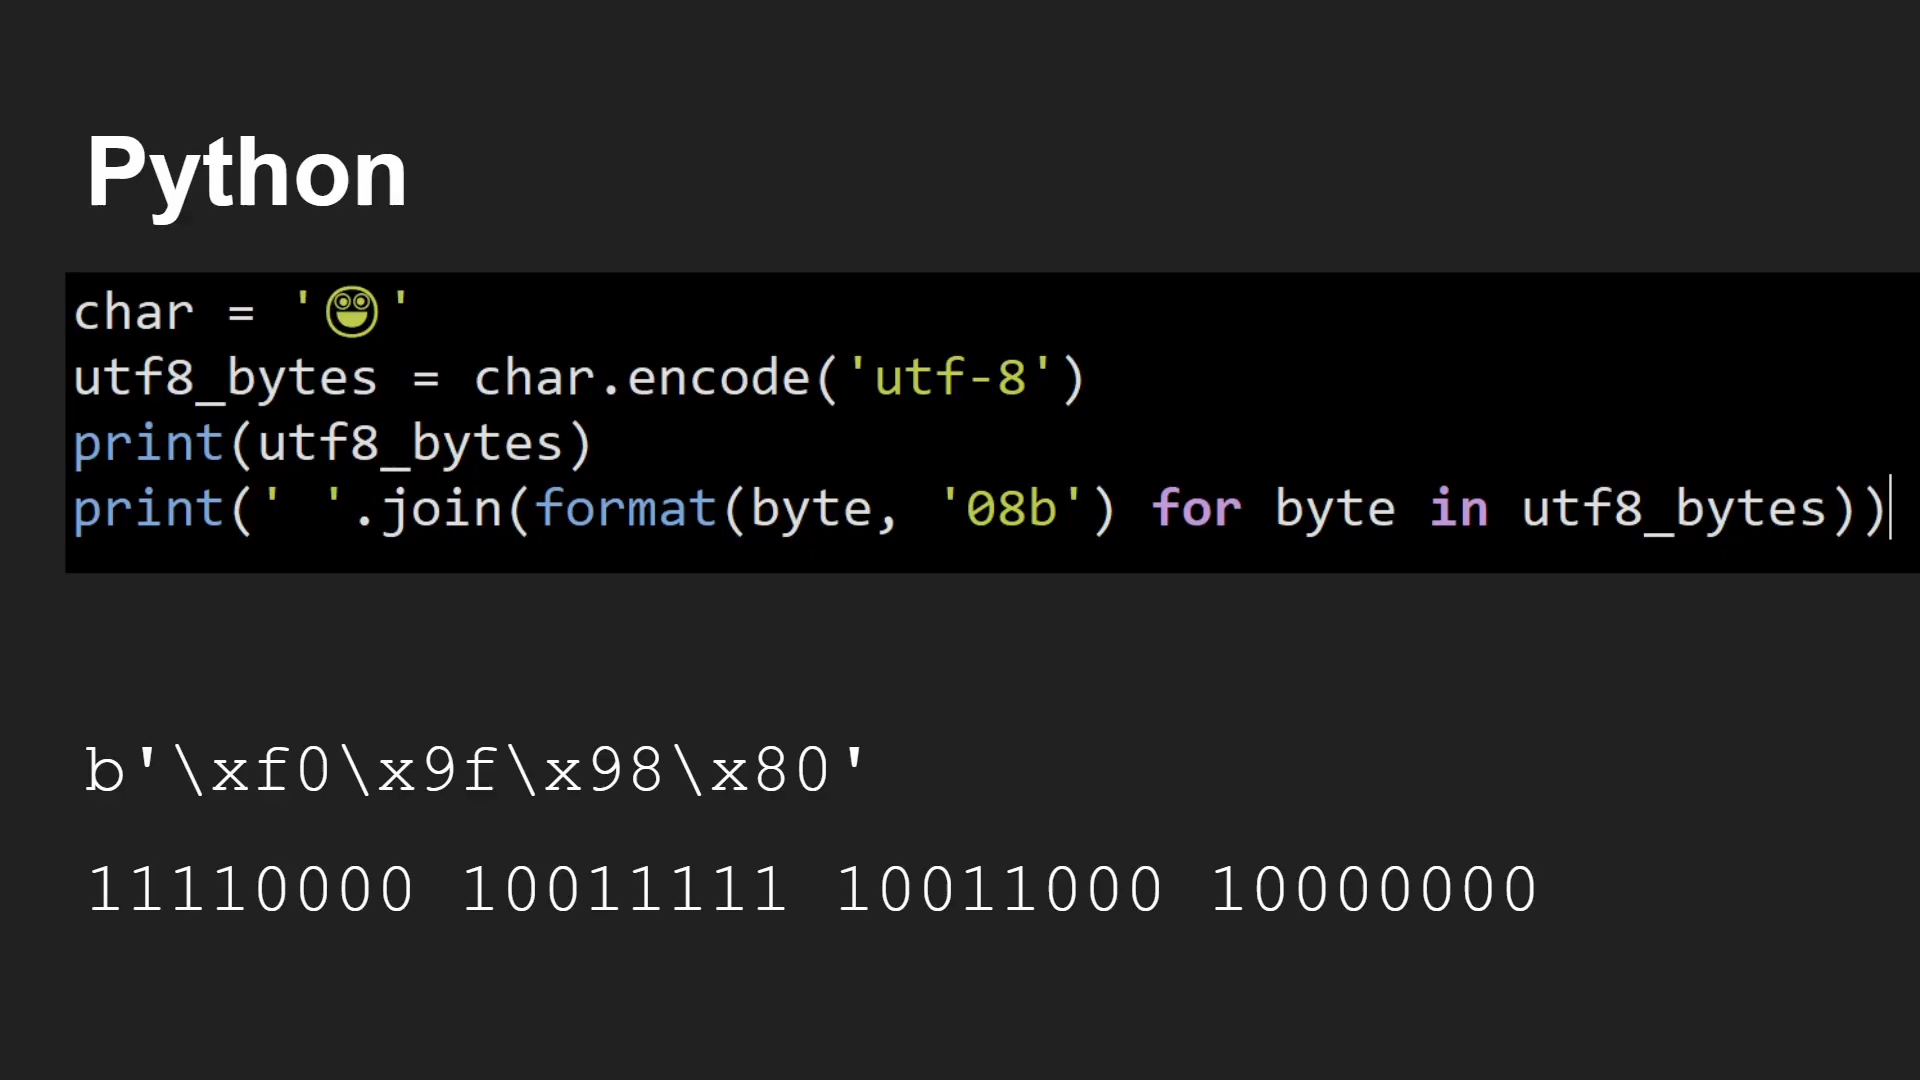 Python
char = '😀'
utf8_bytes = char.encode('utf-8')
print(utf8_bytes)
print(' '.join(format(byte, '08b') for byte in utf8_bytes))
b'\xf0\x9f\x98\x80'
11110000 10011111 10011000 10000000